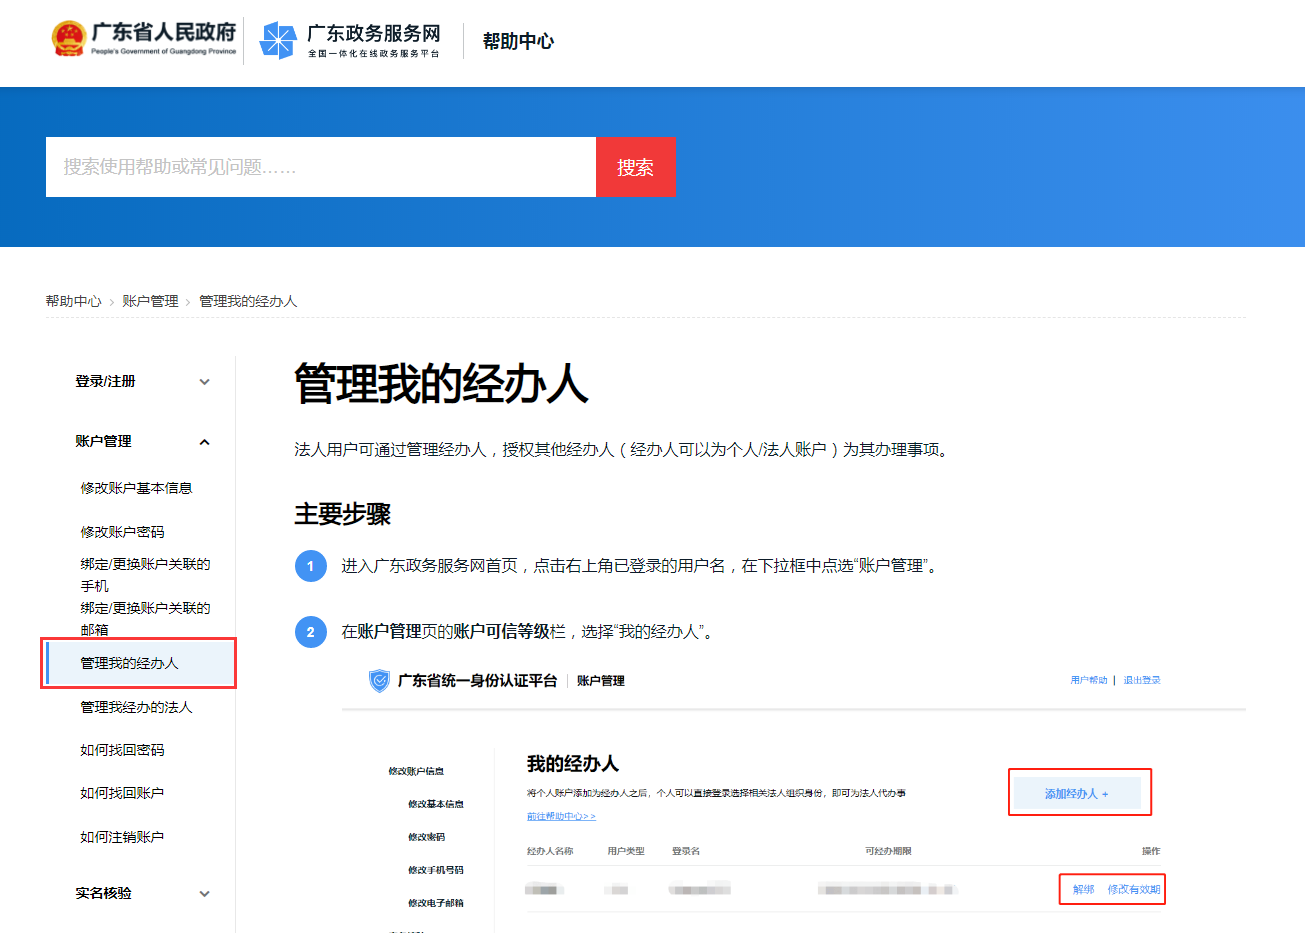 广东省人民政府
People's Government of Guangdong Province
广东政务服务网
全国一体化在线政务服务平台
帮助中心
搜索使用帮助或常见问题……
搜索
帮助中心 › 账户管理 › 管理我的经办人
登录/注册
账户管理
修改账户基本信息
修改账户密码
绑定/更换账户关联的
手机
绑定/更换账户关联的
邮箱
管理我的经办人
管理我经办的法人
如何找回密码
如何找回账户
如何注销账户
实名核验
管理我的经办人
法人用户可通过管理经办人，授权其他经办人（经办人可以为个人/法人账户）为其办理事项。
主要步骤
1 进入广东政务服务网首页，点击右上角已登录的用户名，在下拉框中点选“账户管理”。
2 在账户管理页的账户可信等级栏，选择“我的经办人”。
广东省统一身份认证平台 账户管理
用户帮助 | 退出登录
修改账户信息
修改基本信息
修改密码
修改手机号码
修改电子邮箱
我的经办人
将个人账户添加为经办人之后，个人可以直接登录选择相关法人组织身份，即可为法人代办事
前往帮助中心>>
添加经办人 +
经办人名称 用户类型 登录名 可经办期限 操作
解绑 修改有效期